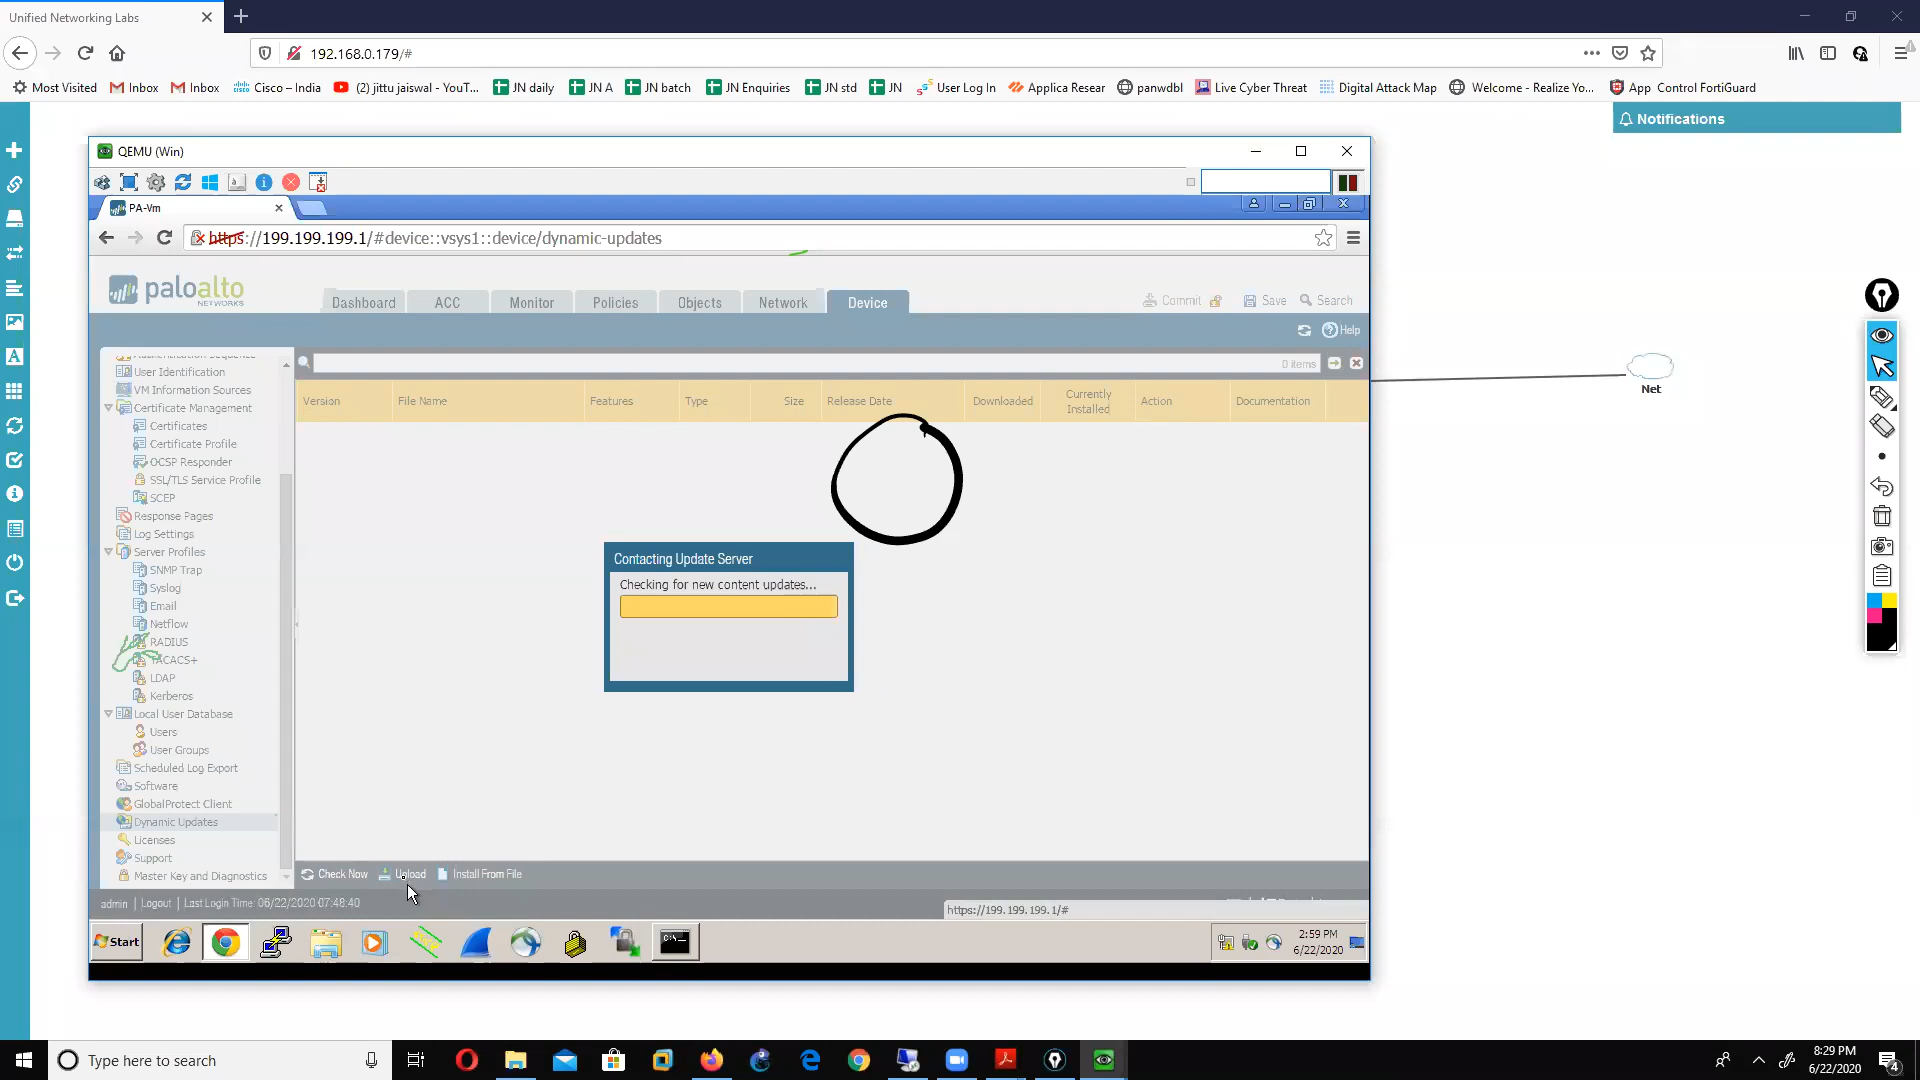 Unified Networking Labs
192.168.0.179/#
Most Visited
Inbox
Inbox
Cisco – India
(2) jittu jaiswal - YouT...
JN daily
JN A
JN batch
JN Enquiries
JN std
JN
User Log In
Applica Resear
panwdbl
Live Cyber Threat
Digital Attack Map
Welcome - Realize Yo...
App Control FortiGuard
Notifications
QEMU (Win)
PA-Vm
https://199.199.199.1/#device::vsys1::device/dynamic-updates
paloalto
NETWORKS
Dashboard
ACC
Monitor
Policies
Objects
Network
Device
Commit
Save
Search
Help
Authentication Sequence
User Identification
VM Information Sources
Certificate Management
Certificates
Certificate Profile
OCSP Responder
SSL/TLS Service Profile
SCEP
Response Pages
Log Settings
Server Profiles
SNMP Trap
Syslog
Email
Netflow
RADIUS
TACACS+
LDAP
Kerberos
Local User Database
Users
User Groups
Scheduled Log Export
Software
GlobalProtect Client
Dynamic Updates
Licenses
Support
Master Key and Diagnostics
0 items
Version
File Name
Features
Type
Size
Release Date
Downloaded
Currently
Installed
Action
Documentation
Contacting Update Server
Checking for new content updates...
Net
Check Now
Upload
Install From File
admin | Logout | Last Login Time: 06/22/2020 07:48:40
https://199.199.199.1/#
Start
2:59 PM
6/22/2020
Type here to search
8:29 PM
6/22/2020
4